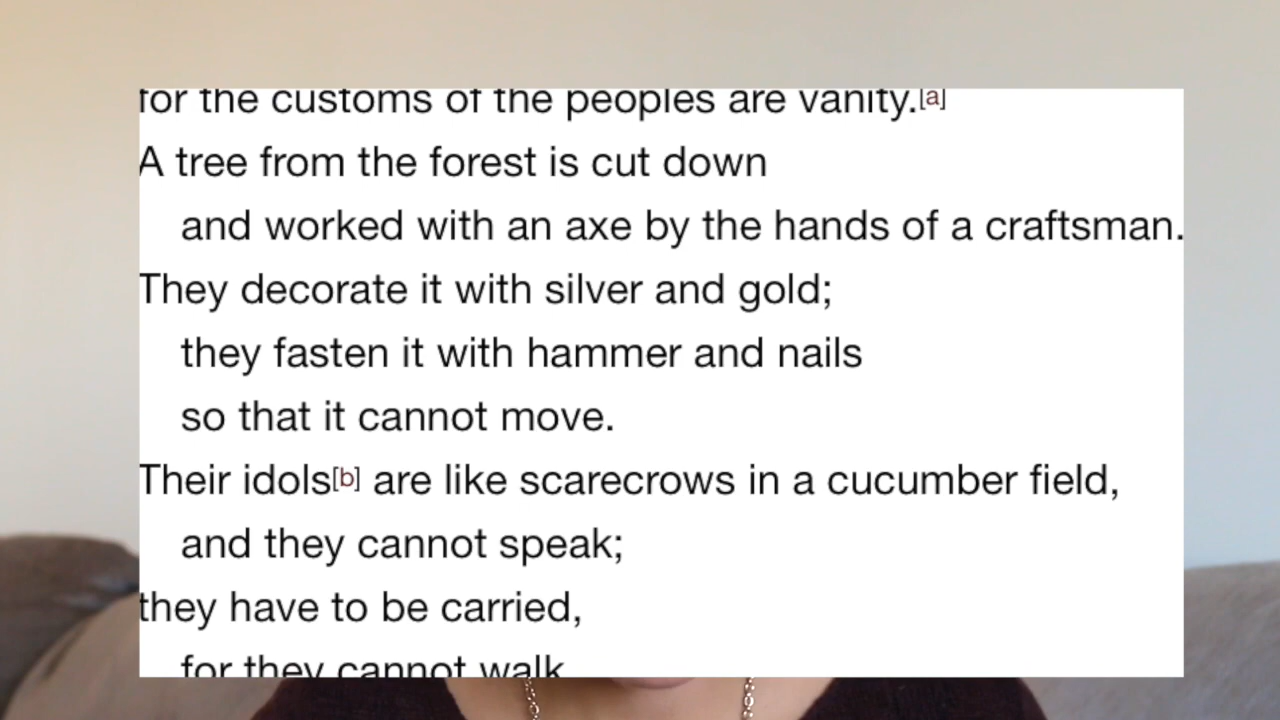 for the customs of the peoples are vanity.[a]
A tree from the forest is cut down
and worked with an axe by the hands of a craftsman.
They decorate it with silver and gold;
they fasten it with hammer and nails
so that it cannot move.
Their idols[b] are like scarecrows in a cucumber field,
and they cannot speak;
they have to be carried,
for they cannot walk